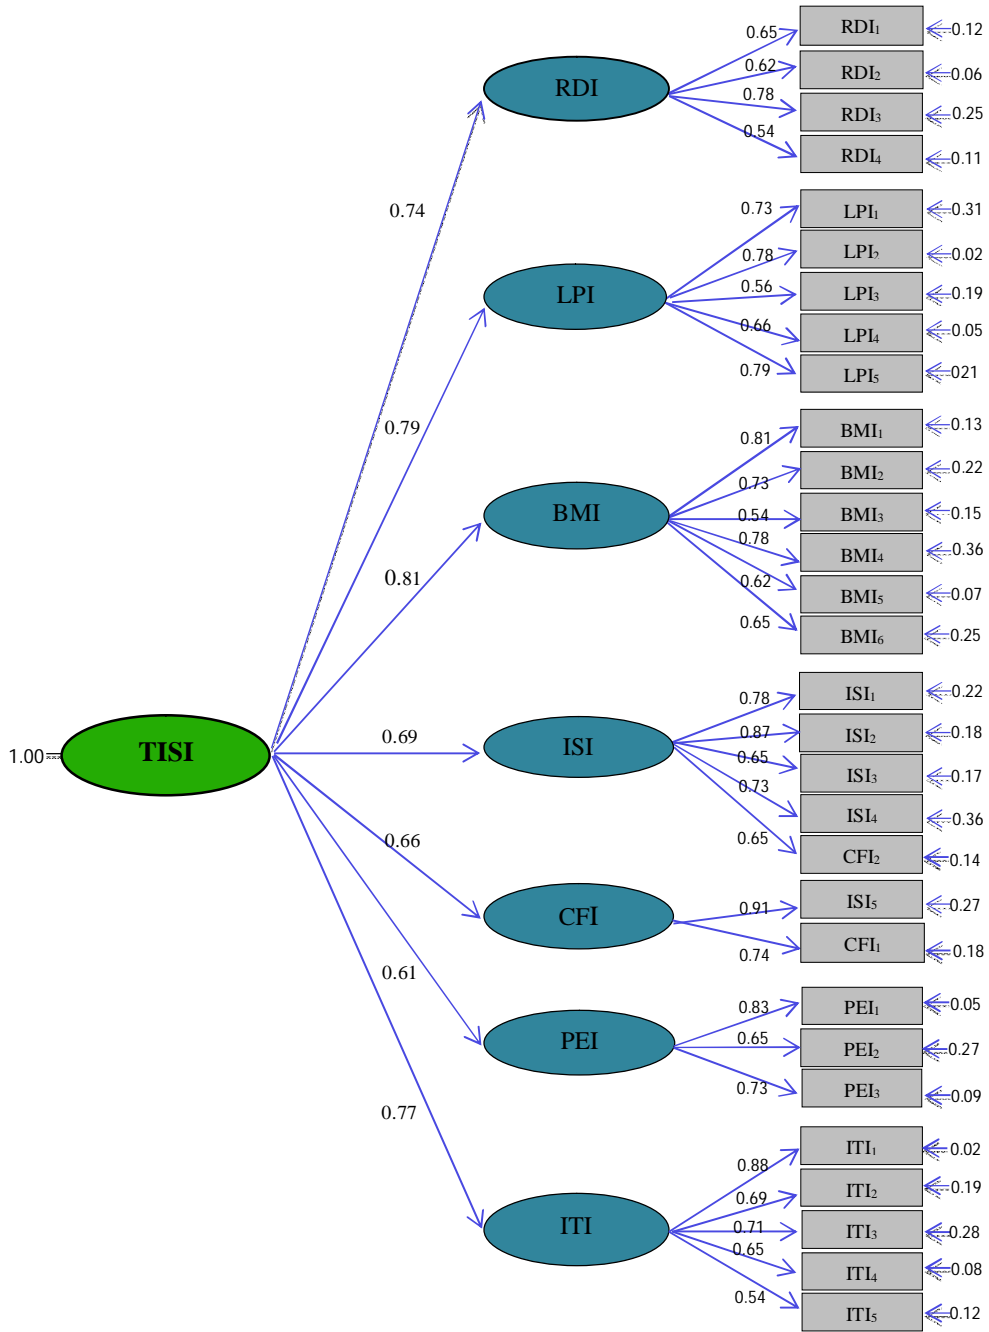 0.65
RDI₁
0.12
0.62
RDI₂
0.06
RDI
0.78
RDI₃
0.25
0.54
RDI₄
0.11
0.74
0.73
LPI₁
0.31
0.78
LPI₂
0.02
LPI
0.56
LPI₃
0.19
0.66
LPI₄
0.05
0.79
LPI₅
021
0.79
0.81
BMI₁
0.13
0.73
BMI₂
0.22
BMI
0.54
BMI₃
0.15
0.78
BMI₄
0.36
0.62
BMI₅
0.07
0.65
BMI₆
0.25
0.81
0.78
ISI₁
0.22
0.87
ISI₂
0.18
1.00
TISI
0.69
ISI
0.65
ISI₃
0.17
0.73
ISI₄
0.36
0.65
CFI₂
0.14
0.66
CFI
0.91
ISI₅
0.27
0.74
CFI₁
0.18
0.61
0.83
PEI₁
0.05
PEI
0.65
PEI₂
0.27
0.73
PEI₃
0.09
0.77
0.88
ITI₁
0.02
0.69
ITI₂
0.19
ITI
0.71
ITI₃
0.28
0.65
ITI₄
0.08
0.54
ITI₅
0.12